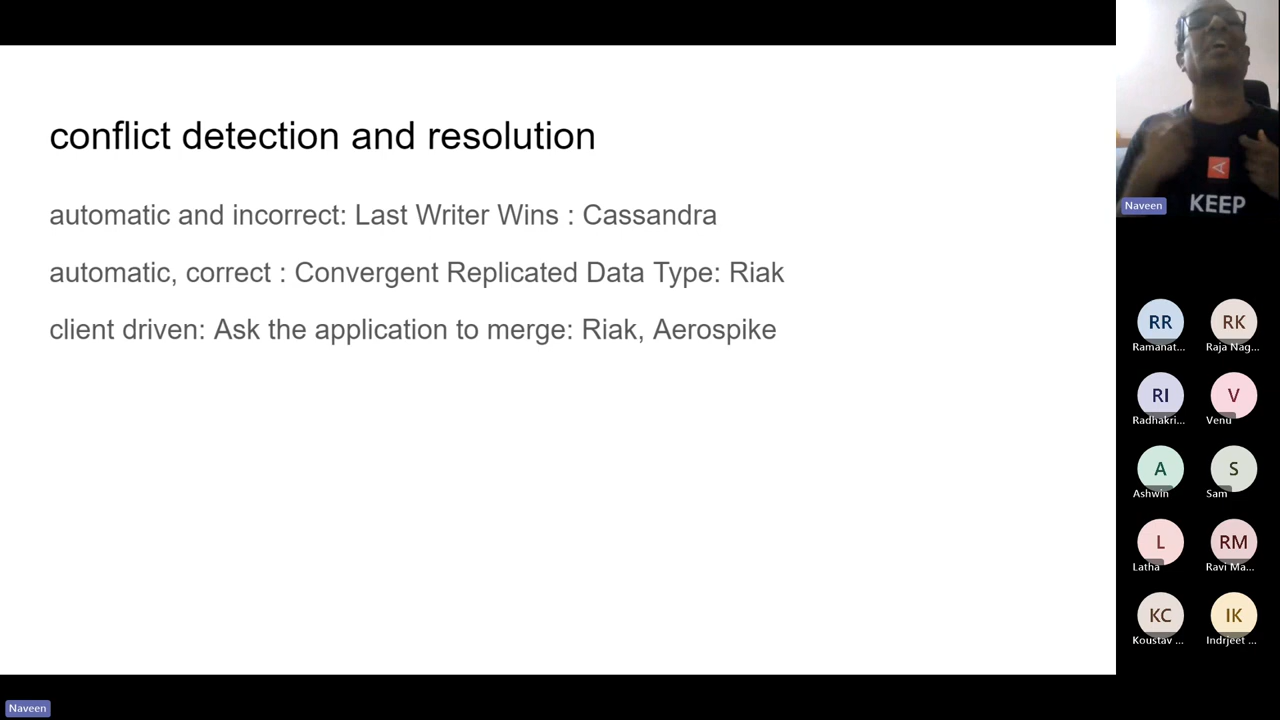 conflict detection and resolution
automatic and incorrect: Last Writer Wins : Cassandra
automatic, correct : Convergent Replicated Data Type: Riak
client driven: Ask the application to merge: Riak, Aerospike
KEEP
Naveen
RR
RK
Ramanat...
Raja Nag...
RI
V
Radhakri...
Venu
A
S
Ashwin
Sam
L
RM
Latha
Ravi Ma...
KC
IK
Koustav ...
Indrjeet ...
Naveen